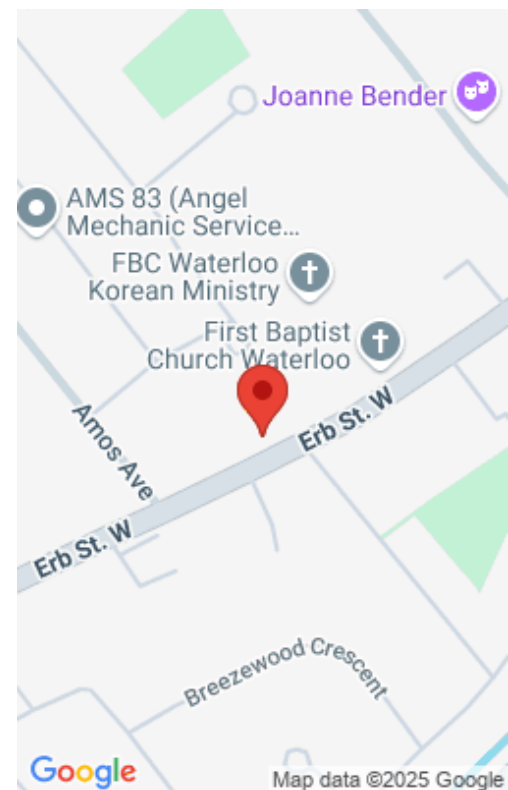 Joanne Bender
AMS 83 (Angel
Mechanic Service...
FBC Waterloo
Korean Ministry
First Baptist
Church Waterloo
Erb St. W
Amos Ave
Erb St. W
Breezewood Crescent
Google
Map data ©2025 Google